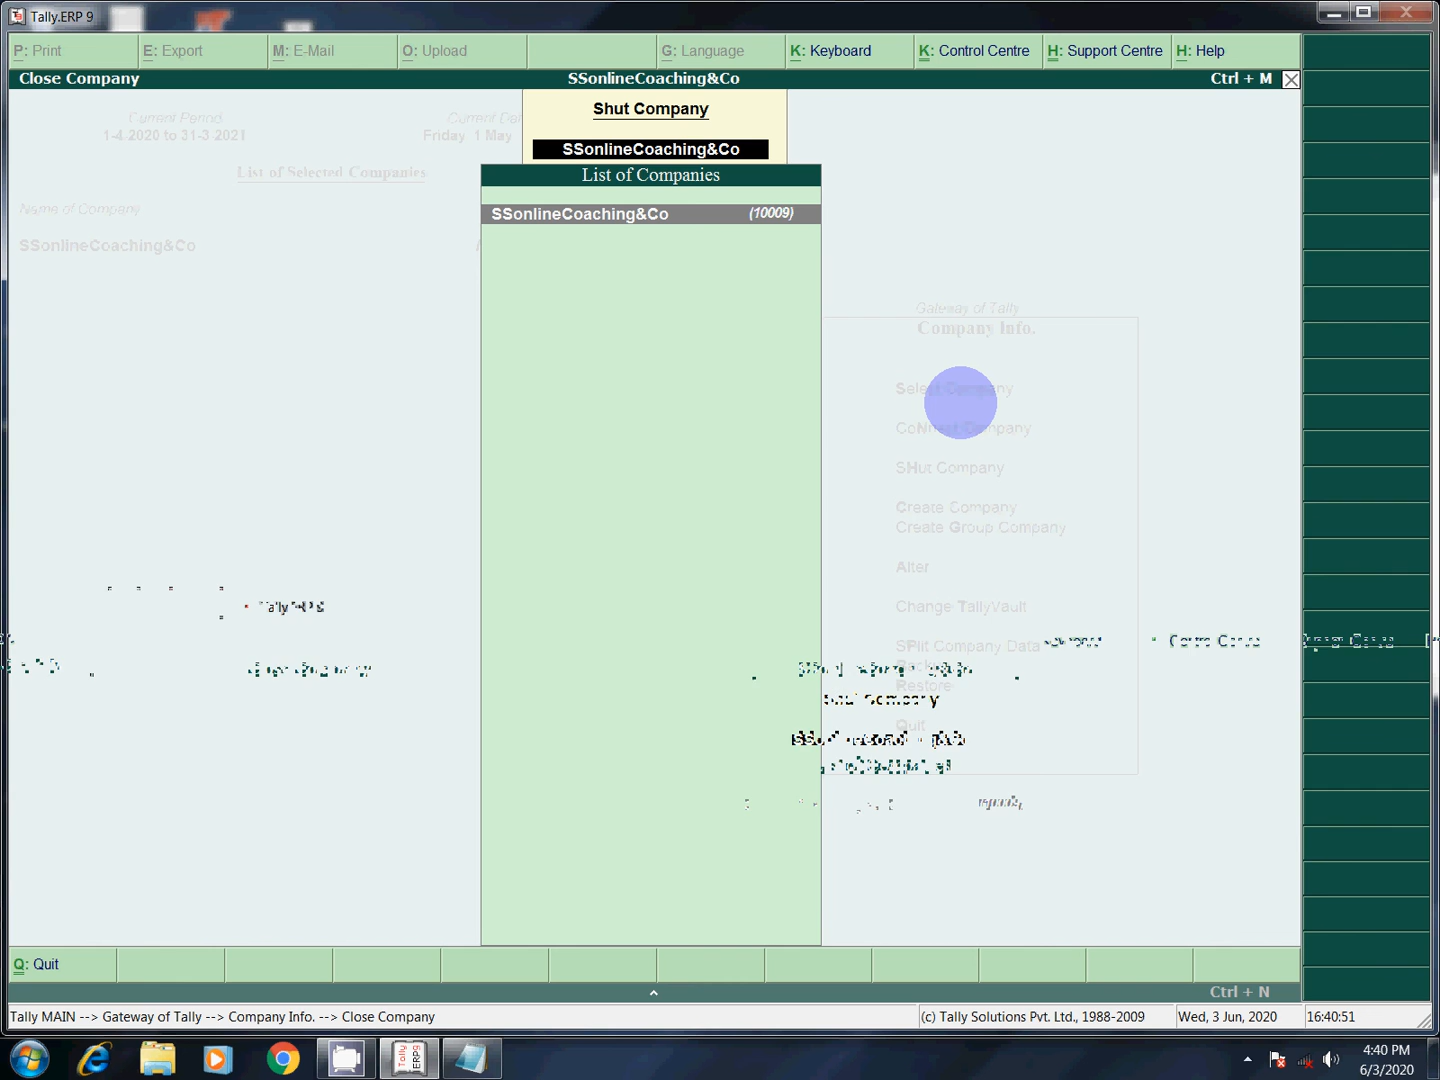 Tally.ERP 9
P: Print E: Export M: E-Mail O: Upload G: Language K: Keyboard K: Control Centre H: Support Centre H: Help
Close Company SSonlineCoaching&Co Ctrl + M
Shut Company
Current Period Current Da
1-4-2020 to 31-3-2021 Friday, 1 May
SSonlineCoaching&Co
List of Selected Companies List of Companies
Name of Company
SSonlineCoaching&Co (10009)
SSonlineCoaching&Co
Gateway of Tally
Company Info.
Select Company
CoNnect Company
SHut Company
Create Company
Create Group Company
Alter
Change TallyVault
SPlit Company Data
Restore
Quit
Q: Quit
Ctrl + N
Tally MAIN --> Gateway of Tally --> Company Info. --> Close Company (c) Tally Solutions Pvt. Ltd., 1988-2009 Wed, 3 Jun, 2020 16:40:51
Tally ERP9
4:40 PM
6/3/2020